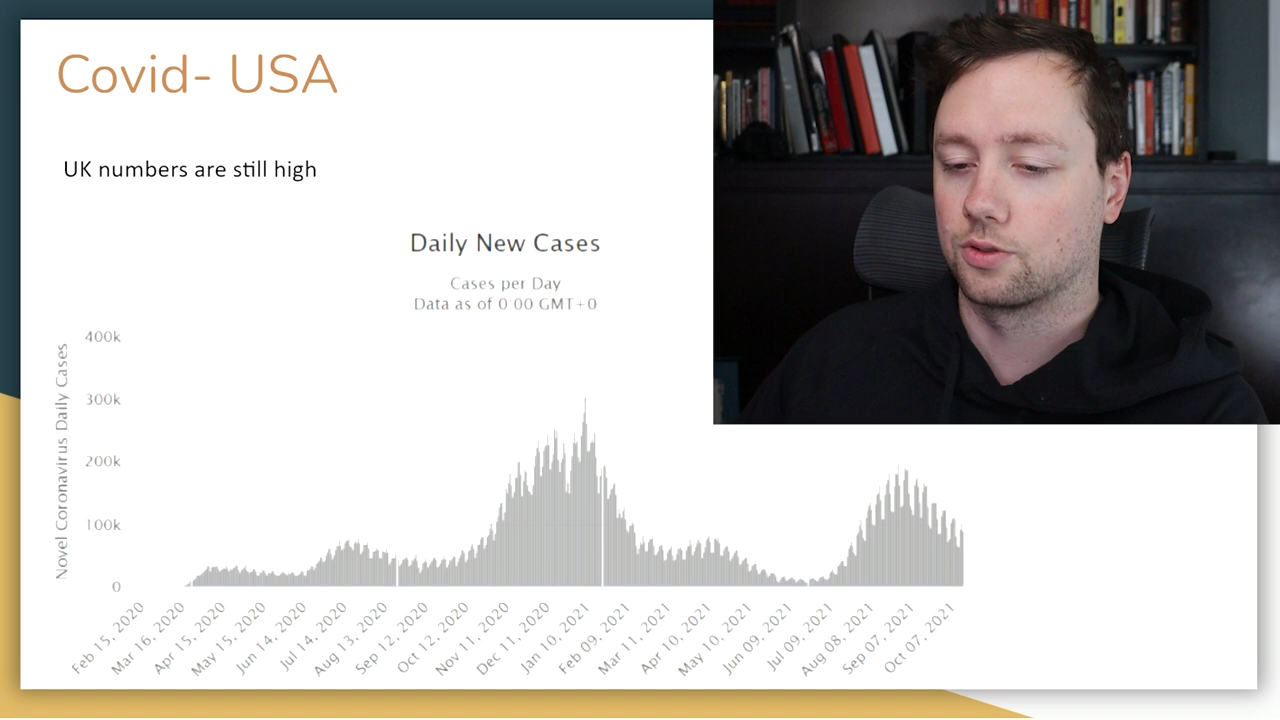 Covid- USA
UK numbers are still high
Daily New Cases
Cases per Day
Data as of 0:00 GMT+0
Novel Coronavirus Daily Cases
400k
300k
200k
100k
0
Feb 15, 2020
Mar 16, 2020
Apr 15, 2020
May 15, 2020
Jun 14, 2020
Jul 14, 2020
Aug 13, 2020
Sep 12, 2020
Oct 12, 2020
Nov 11, 2020
Dec 11, 2020
Jan 10, 2021
Feb 09, 2021
Mar 11, 2021
Apr 10, 2021
May 10, 2021
Jun 09, 2021
Jul 09, 2021
Aug 08, 2021
Sep 07, 2021
Oct 07, 2021